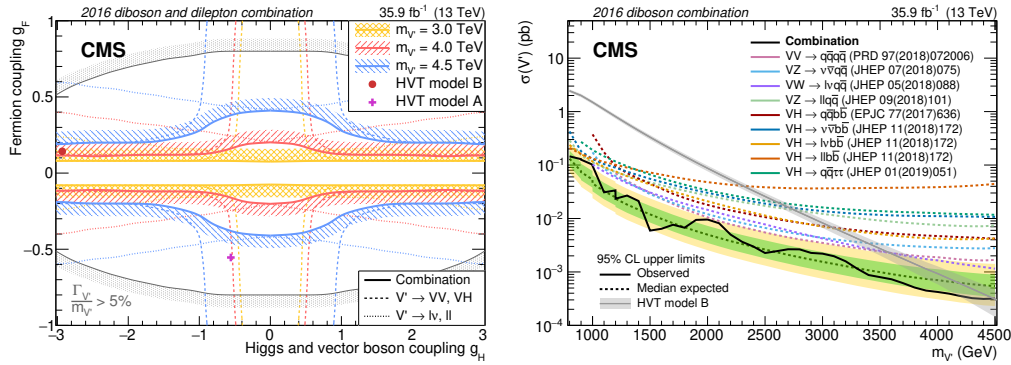 2016 diboson and dilepton combination 35.9 fb⁻¹ (13 TeV)
CMS
m_V' = 3.0 TeV
m_V' = 4.0 TeV
m_V' = 4.5 TeV
HVT model B
HVT model A
Fermion coupling g_F
1
0.5
0
−0.5
−1
Γ_V'/m_V' > 5%
Combination
V' → VV, VH
V' → lν, ll
−3 −2 −1 0 1 2 3
Higgs and vector boson coupling g_H
2016 diboson and dilepton combination 35.9 fb⁻¹ (13 TeV)
CMS
Combination
VV → qq̅qq̅ (PRD 97(2018)072006)
VZ → νν̅qq̅ (JHEP 07(2018)075)
VW → lνqq̅ (JHEP 05(2018)088)
VZ → llqq̅ (JHEP 09(2018)101)
VH → qq̅bb̅ (EPJC 77(2017)636)
VH → νν̅bb̅ (JHEP 11(2018)172)
VH → lνbb̅ (JHEP 11(2018)172)
VH → llbb̅ (JHEP 11(2018)172)
VH → qq̅ττ (JHEP 01(2019)051)
σ(V') (pb)
10²
10
1
10⁻¹
10⁻²
10⁻³
10⁻⁴
95% CL upper limits
Observed
Median expected
HVT model B
1000 1500 2000 2500 3000 3500 4000 4500
m_V' (GeV)